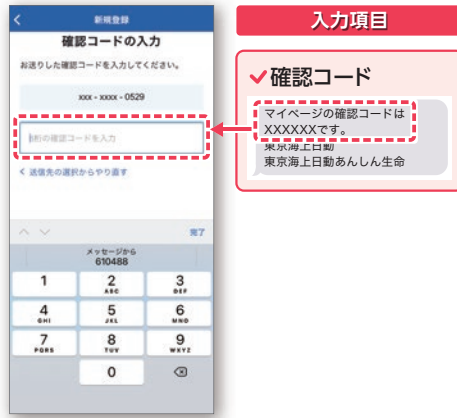 新規登録
確認コードの入力
お送りした確認コードを入力してください。
xxx - xxxx - 0529
6桁の確認コードを入力
送信先の選択からやり直す
完了
メッセージから
610488
1
2
ABC
3
DEF
4
GHI
5
JKL
6
MNO
7
PQRS
8
TUV
9
WXYZ
0
入力項目
確認コード
マイページの確認コードは
XXXXXXです。
東京海上日動
東京海上日動あんしん生命